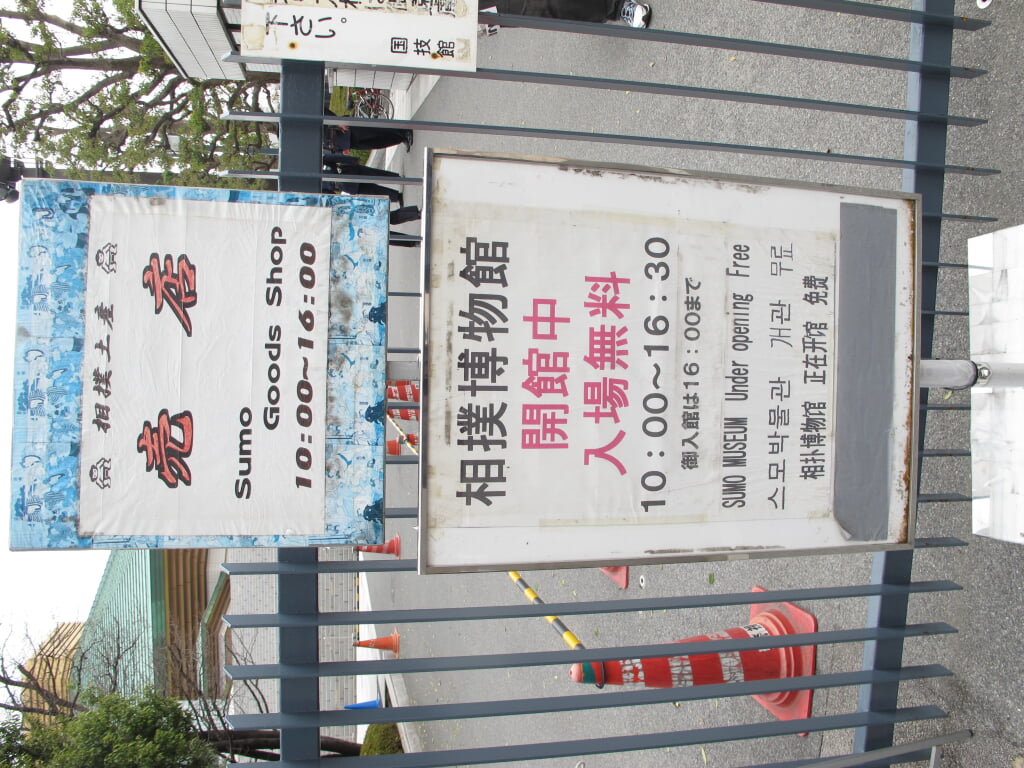 下さい。
国技館
相撲土産
売店
Sumo
Goods Shop
10:00~16:00
相撲博物館
開館中
入場無料
10:00~16:30
御入館は16:00まで
SUMO MUSEUM Under opening Free
스모박물관 개관 무료
相扑博物馆 正在开馆 免费